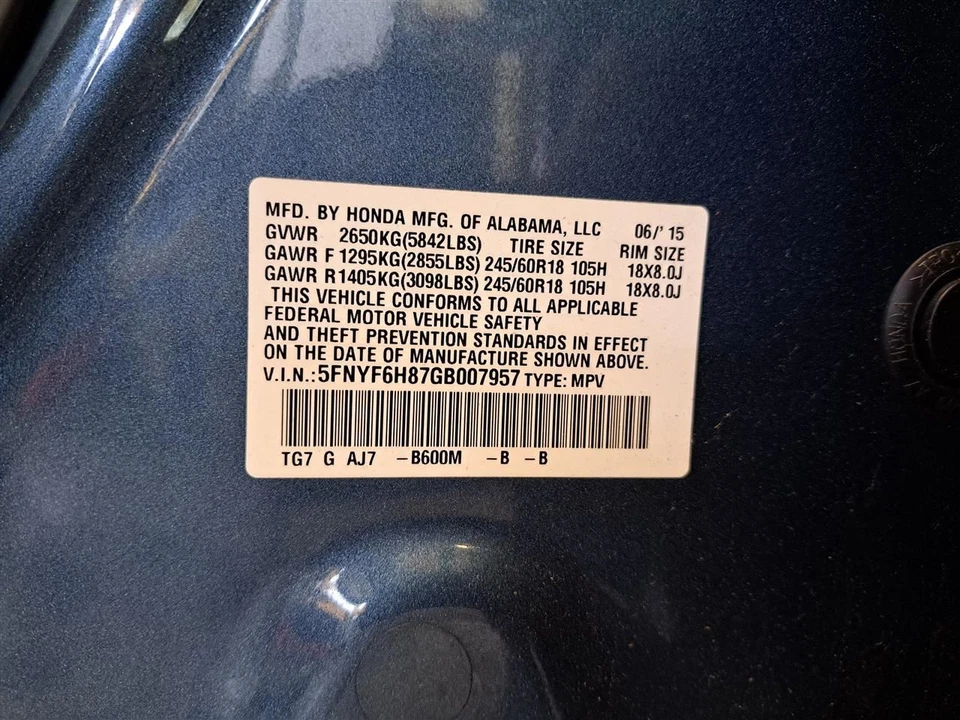 MFD. BY HONDA MFG. OF ALABAMA, LLC 06/'15
GVWR 2650KG(5842LBS) TIRE SIZE RIM SIZE
GAWR F 1295KG(2855LBS) 245/60R18 105H 18X8.0J
GAWR R1405KG(3098LBS) 245/60R18 105H 18X8.0J
THIS VEHICLE CONFORMS TO ALL APPLICABLE
FEDERAL MOTOR VEHICLE SAFETY
AND THEFT PREVENTION STANDARDS IN EFFECT
ON THE DATE OF MANUFACTURE SHOWN ABOVE.
V.I.N.:5FNYF6H87GB007957 TYPE: MPV
TG7 G AJ7 -B600M -B -B
HONDA